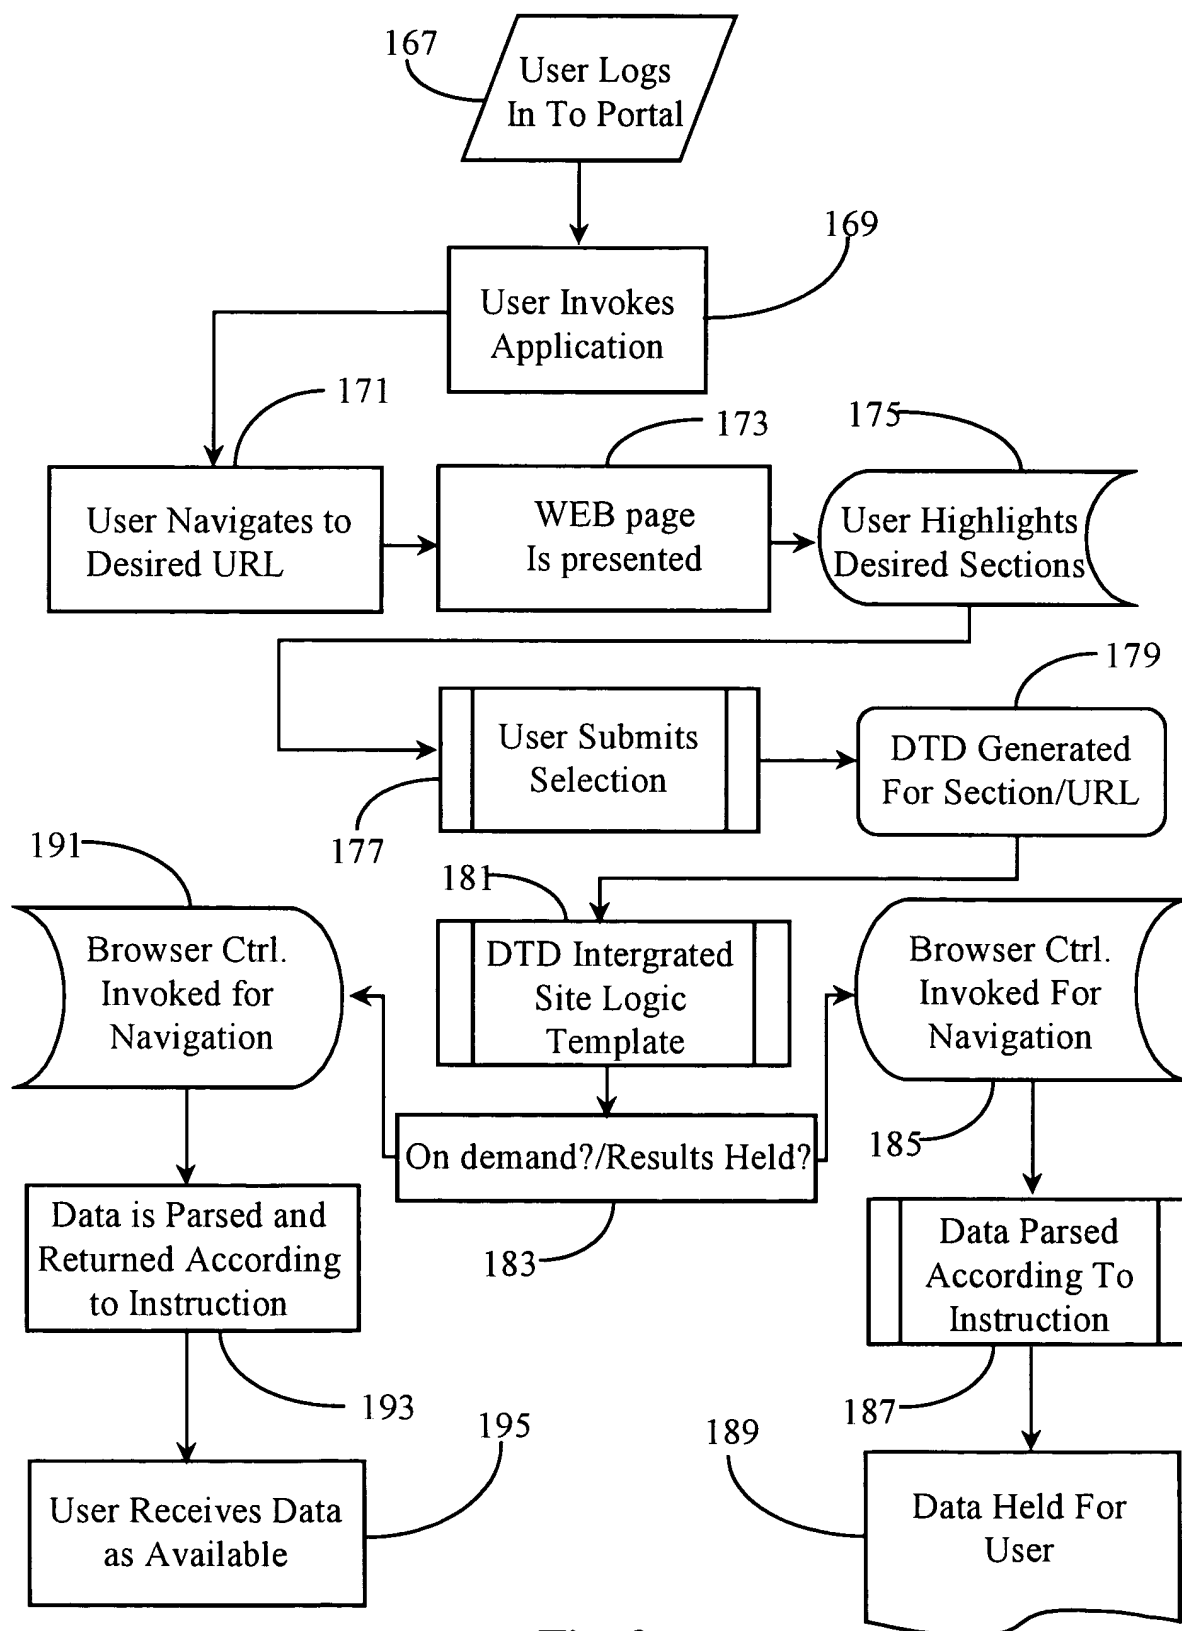 167
User Logs
In To Portal
169
User Invokes
Application
171
173
175
User Navigates to
Desired URL
WEB page
Is presented
User Highlights
Desired Sections
179
User Submits
Selection
DTD Generated
For Section/URL
177
191
181
Browser Ctrl.
Invoked for
Navigation
DTD Intergrated
Site Logic
Template
Browser Ctrl.
Invoked For
Navigation
On demand?/Results Held?
185
183
Data is Parsed and
Returned According
to Instruction
Data Parsed
According To
Instruction
193
187
195
189
User Receives Data
as Available
Data Held For
User